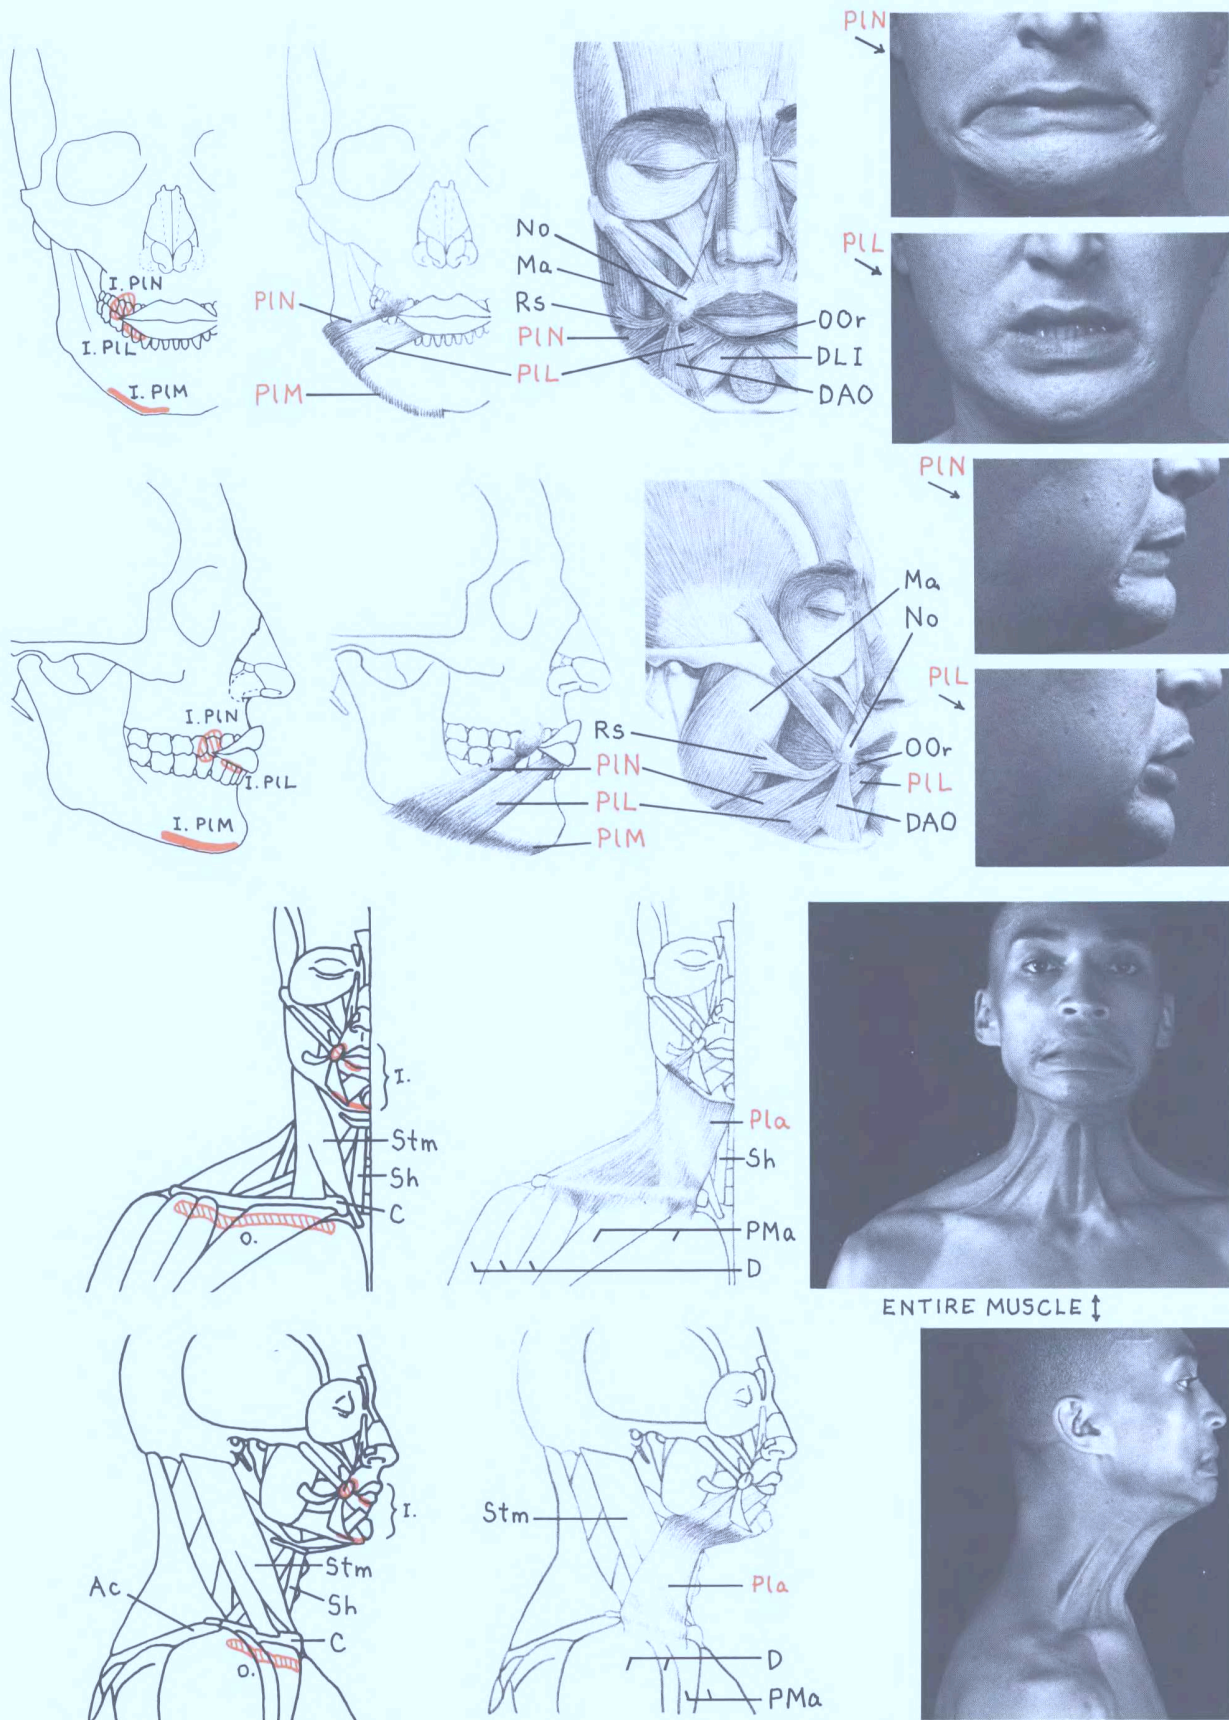 PlN
I. PlN
I. PlL
I. PlM
PlN
PlM
No
Ma
Rs
PlN
PlL
OOr
DLI
DAO
PlL
PlN
I. PlN
I. PlL
I. PlM
Rs
PlN
PlL
PlM
Ma
No
OOr
PlL
DAO
PlL
I.
Stm
Sh
C
O.
Pla
Sh
PMa
D
ENTIRE MUSCLE
I.
Stm
Sh
Ac
C
O.
Stm
Pla
D
PMa